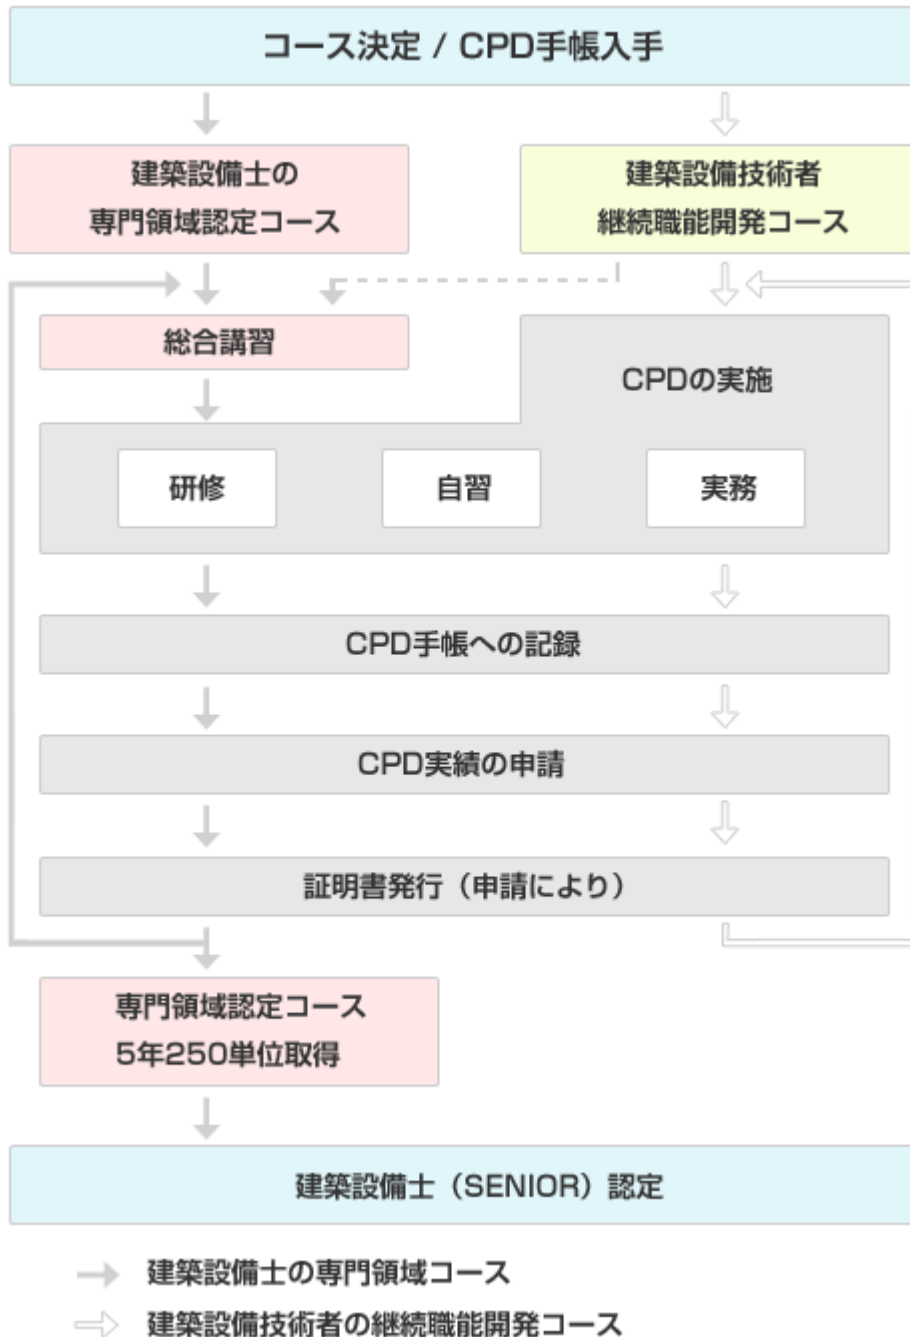 コース決定 / CPD手帳入手
建築設備士の
専門領域認定コース
建築設備技術者
継続職能開発コース
総合講習
CPDの実施
研修
自習
実務
CPD手帳への記録
CPD実績の申請
証明書発行（申請により）
専門領域認定コース
5年250単位取得
建築設備士（SENIOR）認定
建築設備士の専門領域コース
建築設備技術者の継続職能開発コース